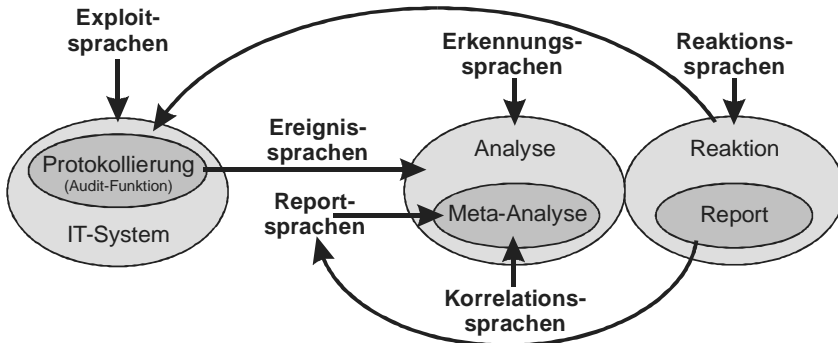 Exploit-
sprachen
Erkennungs-
sprachen
Reaktions-
sprachen
Protokollierung
(Audit-Funktion)
IT-System
Ereignis-
sprachen
Analyse
Reaktion
Report-
sprachen
Meta-Analyse
Report
Korrelations-
sprachen